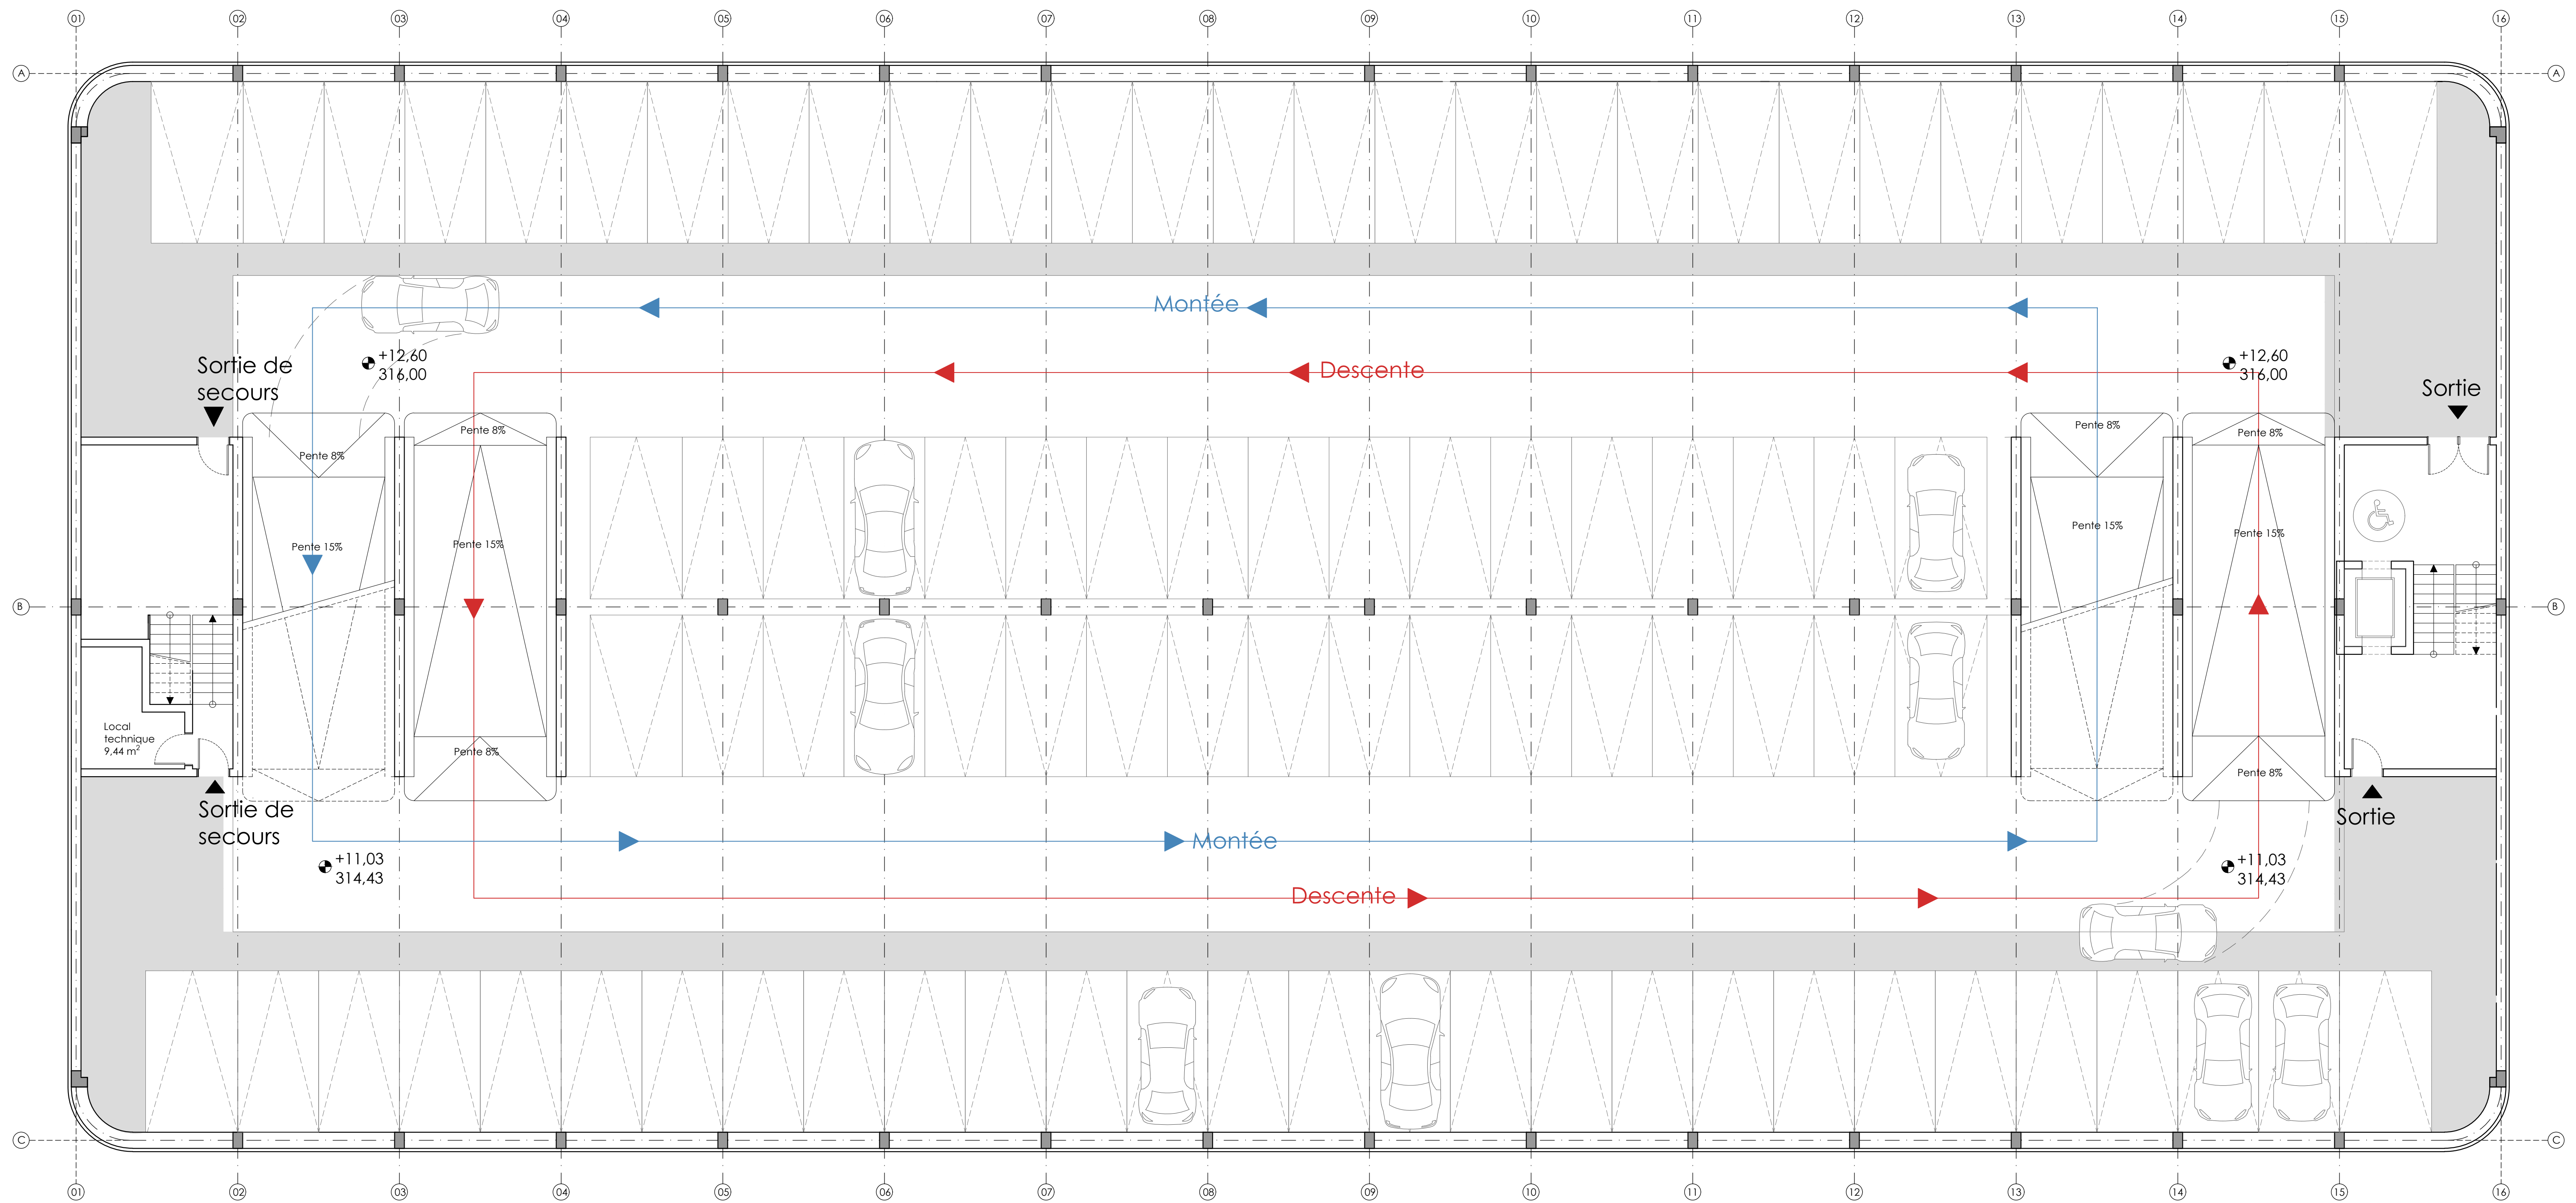 01 02 03 04 06 06 07 08 09 10 11 12 13 14 15 16
A A
Montée
Descente
+12,60
316,00
+12,60
316,00
Sortie de
secours
Sortie
Pente 8%
Pente 8%
Pente 8%
Pente 8%
Pente 15%
Pente 15%
Pente 15%
Pente 15%
B B
Local
technique
9,44 m²
Pente 8%
Pente 8%
Sortie de
secours
Sortie
Montée
+11,03
314,43
+11,03
314,43
Descente
C C
01 02 03 04 05 06 07 08 09 10 11 12 13 14 15 16